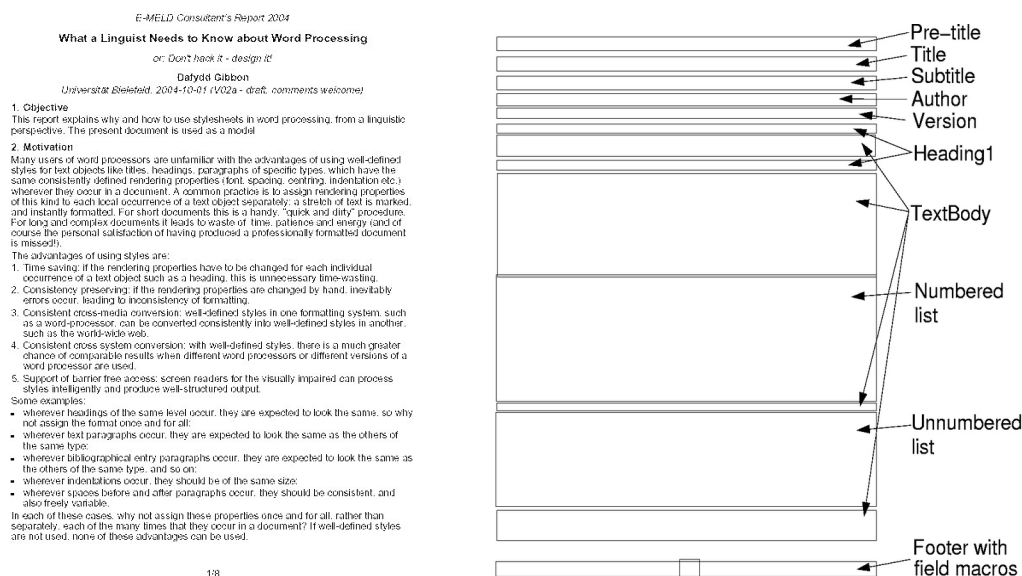 E-MELD Consultant's Report 2004
What a Linguist Needs to Know about Word Processing
or: Don't hack it - design it!
Dafydd Gibbon
Universität Bielefeld, 2004-10-01 (V02a - draft, comments welcome)
1. Objective
This report explains why and how to use stylesheets in word processing, from a linguistic
perspective. The present document is used as a model
2. Motivation
Many users of word processors are unfamiliar with the advantages of using well-defined
styles for text objects like titles, headings, paragraphs of specific types, which have the
same consistently defined rendering properties (font, spacing, centring, indentation etc.)
wherever they occur in a document. A common practice is to assign rendering properties
of this kind to each local occurrence of a text object separately: a stretch of text is marked,
and instantly formatted. For short documents this is a handy, "quick and dirty" procedure.
For long and complex documents it leads to waste of time, patience and energy (and of
course the personal satisfaction of having produced a professionally formatted document
is missed!).
The advantages of using styles are:
1. Time saving: if the rendering properties have to be changed for each individual
occurrence of a text object such as a heading, this is unnecessary time-wasting.
2. Consistency preserving: if the rendering properties are changed by hand, inevitably
errors occur, leading to inconsistency of formatting.
3. Consistent cross-media conversion: well-defined styles in one formatting system, such
as a word-processor, can be converted consistently into well-defined styles in another,
such as the world-wide web.
4. Consistent cross system conversion: with well-defined styles, there is a much greater
chance of comparable results when different word processors or different versions of a
word processor are used.
5. Support of barrier free access: screen readers for the visually impaired can process
styles intelligently and produce well-structured output.
Some examples:
▪ wherever headings of the same level occur, they are expected to look the same, so why
not assign the format once and for all;
▪ wherever text paragraphs occur, they are expected to look the same as the others of
the same type;
▪ wherever bibliographical entry paragraphs occur, they are expected to look the same as
the others of the same type, and so on;
▪ wherever indentations occur, they should be of the same size;
▪ wherever spaces before and after paragraphs occur, they should be consistent, and
also freely variable.
In each of these cases, why not assign these properties once and for all, rather than
separately, each of the many times that they occur in a document? If well-defined styles
are not used, none of these advantages can be used.
1/8
Pre-title
Title
Subtitle
Author
Version
Heading1
TextBody
Numbered
list
Unnumbered
list
Footer with
field macros